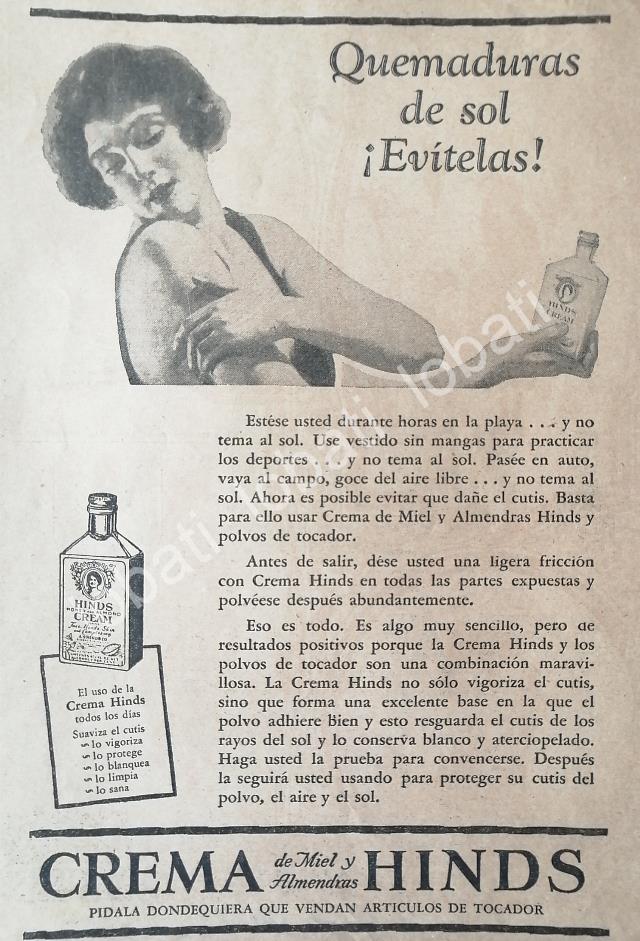 Quemaduras
de sol
¡Evítelas!
HINDS
CREAM
Estése usted durante horas en la playa . . . y no
tema al sol. Use vestido sin mangas para practicar
los deportes . . . y no tema al sol. Pasée en auto,
vaya al campo, goce del aire libre . . . y no tema al
sol. Ahora es posible evitar que dañe el cutis. Basta
para ello usar Crema de Miel y Almendras Hinds y
polvos de tocador.
Antes de salir, dése usted una ligera fricción
con Crema Hinds en todas las partes expuestas y
polvéese después abundantemente.
Eso es todo. Es algo muy sencillo, pero de
resultados positivos porque la Crema Hinds y los
polvos de tocador son una combinación maravi-
llosa. La Crema Hinds no sólo vigoriza el cutis,
sino que forma una excelente base en la que el
polvo adhiere bien y esto resguarda el cutis de los
rayos del sol y lo conserva blanco y aterciopelado.
Haga usted la prueba para convencerse. Después
la seguirá usted usando para proteger su cutis del
polvo, el aire y el sol.
HINDS
HONEY AND ALMOND
CREAM
El uso de la
Crema Hinds
todos los días
Suaviza el cutis
lo vigoriza
lo protege
lo blanquea
lo limpia
lo sana
CREMA de Miel y Almendras HINDS
PIDALA DONDEQUIERA QUE VENDAN ARTICULOS DE TOCADOR
lobati lobati lobati